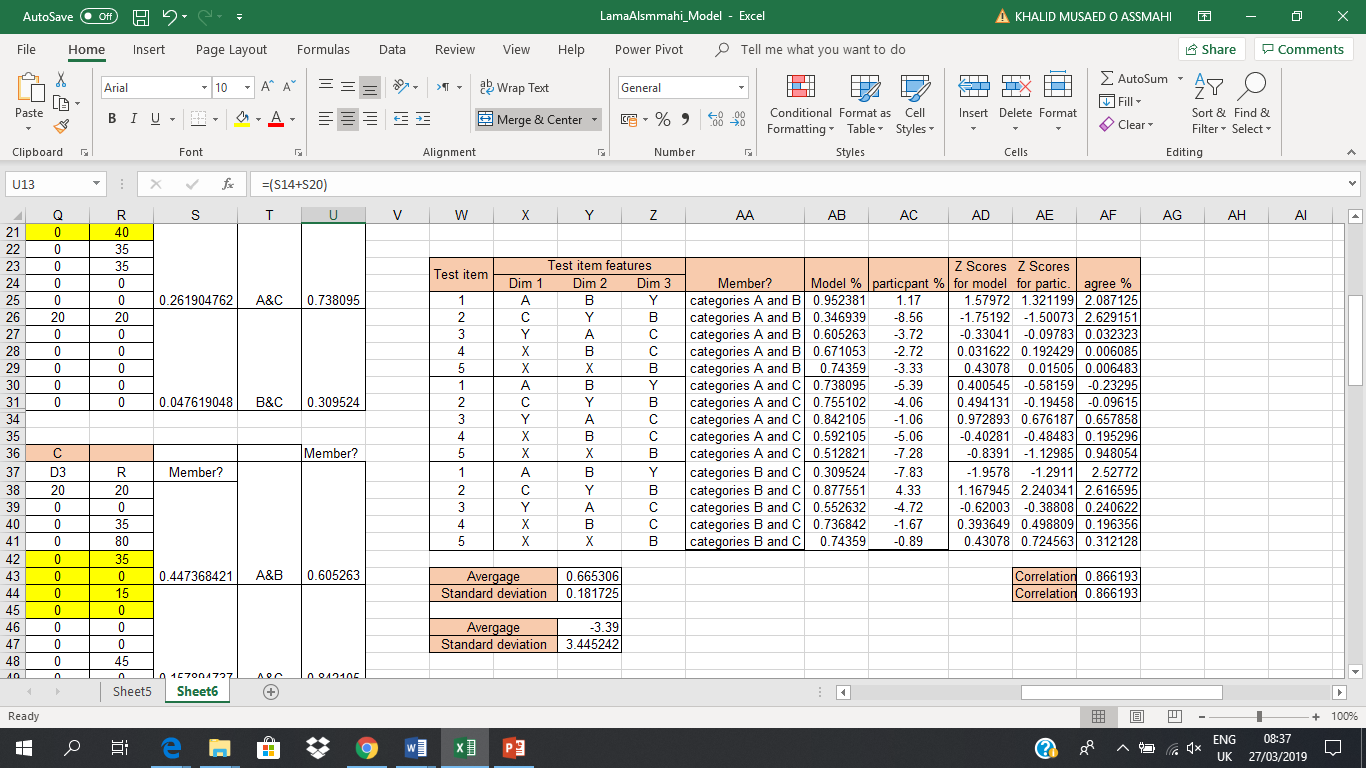 AutoSave Off LamaAlsmmahi_Model - Excel KHALID MUSAED O ASSMAHI
File Home Insert Page Layout Formulas Data Review View Help Power Pivot Tell me what you want to do Share Comments
Arial 10 A^ Aˇ Wrap Text General AutoSum
Paste B I U A Merge & Center % , Conditional Formatting Format as Table Cell Styles Insert Delete Format Fill Clear Sort & Filter Find & Select
Clipboard Font Alignment Number Styles Cells Editing
U13 fx =(S14+S20)
Q R S T U V W X Y Z AA AB AC AD AE AF AG AH AI
21 0 40
22 0 35
23 0 35 Test item Test item features Member? Model % particpant % Z Scores for model Z Scores for partic. agree %
24 0 0 Dim 1 Dim 2 Dim 3
25 0 0 0.261904762 A&C 0.738095 1 A B Y categories A and B 0.952381 1.17 1.57972 1.321199 2.087125
26 20 20 2 C Y B categories A and B 0.346939 -8.56 -1.75192 -1.50073 2.629151
27 0 0 3 Y A C categories A and B 0.605263 -3.72 -0.33041 -0.09783 0.032323
28 0 0 4 X B C categories A and B 0.671053 -2.72 0.031622 0.192429 0.006085
29 0 0 5 X X B categories A and B 0.74359 -3.33 0.43078 0.01505 0.006483
30 0 0 1 A B Y categories A and C 0.738095 -5.39 0.400545 -0.58159 -0.23295
31 0 0 0.047619048 B&C 0.309524 2 C Y B categories A and C 0.755102 -4.06 0.494131 -0.19458 -0.09615
34 3 Y A C categories A and C 0.842105 -1.06 0.972893 0.676187 0.657858
35 4 X B C categories A and C 0.592105 -5.06 -0.40281 -0.48483 0.195296
36 C Member? 5 X X B categories A and C 0.512821 -7.28 -0.8391 -1.12985 0.948054
37 D3 R Member? 1 A B Y categories B and C 0.309524 -7.83 -1.9578 -1.2911 2.52772
38 20 20 2 C Y B categories B and C 0.877551 4.33 1.167945 2.240341 2.616595
39 0 0 3 Y A C categories B and C 0.552632 -4.72 -0.62003 -0.38808 0.240622
40 0 35 4 X B C categories B and C 0.736842 -1.67 0.393649 0.498809 0.196356
41 0 80 5 X X B categories B and C 0.74359 -0.89 0.43078 0.724563 0.312128
42 0 35
43 0 0 0.447368421 A&B 0.605263 Avergage 0.665306 Correlation 0.866193
44 0 15 Standard deviation 0.181725 Correlation 0.866193
45 0 0
46 0 0 Avergage -3.39
47 0 0 Standard deviation 3.445242
48 0 45
49 0 0 0.157894737 A&C 0.842105
Sheet5 Sheet6
Ready 100%
ENG 08:37
UK 27/03/2019